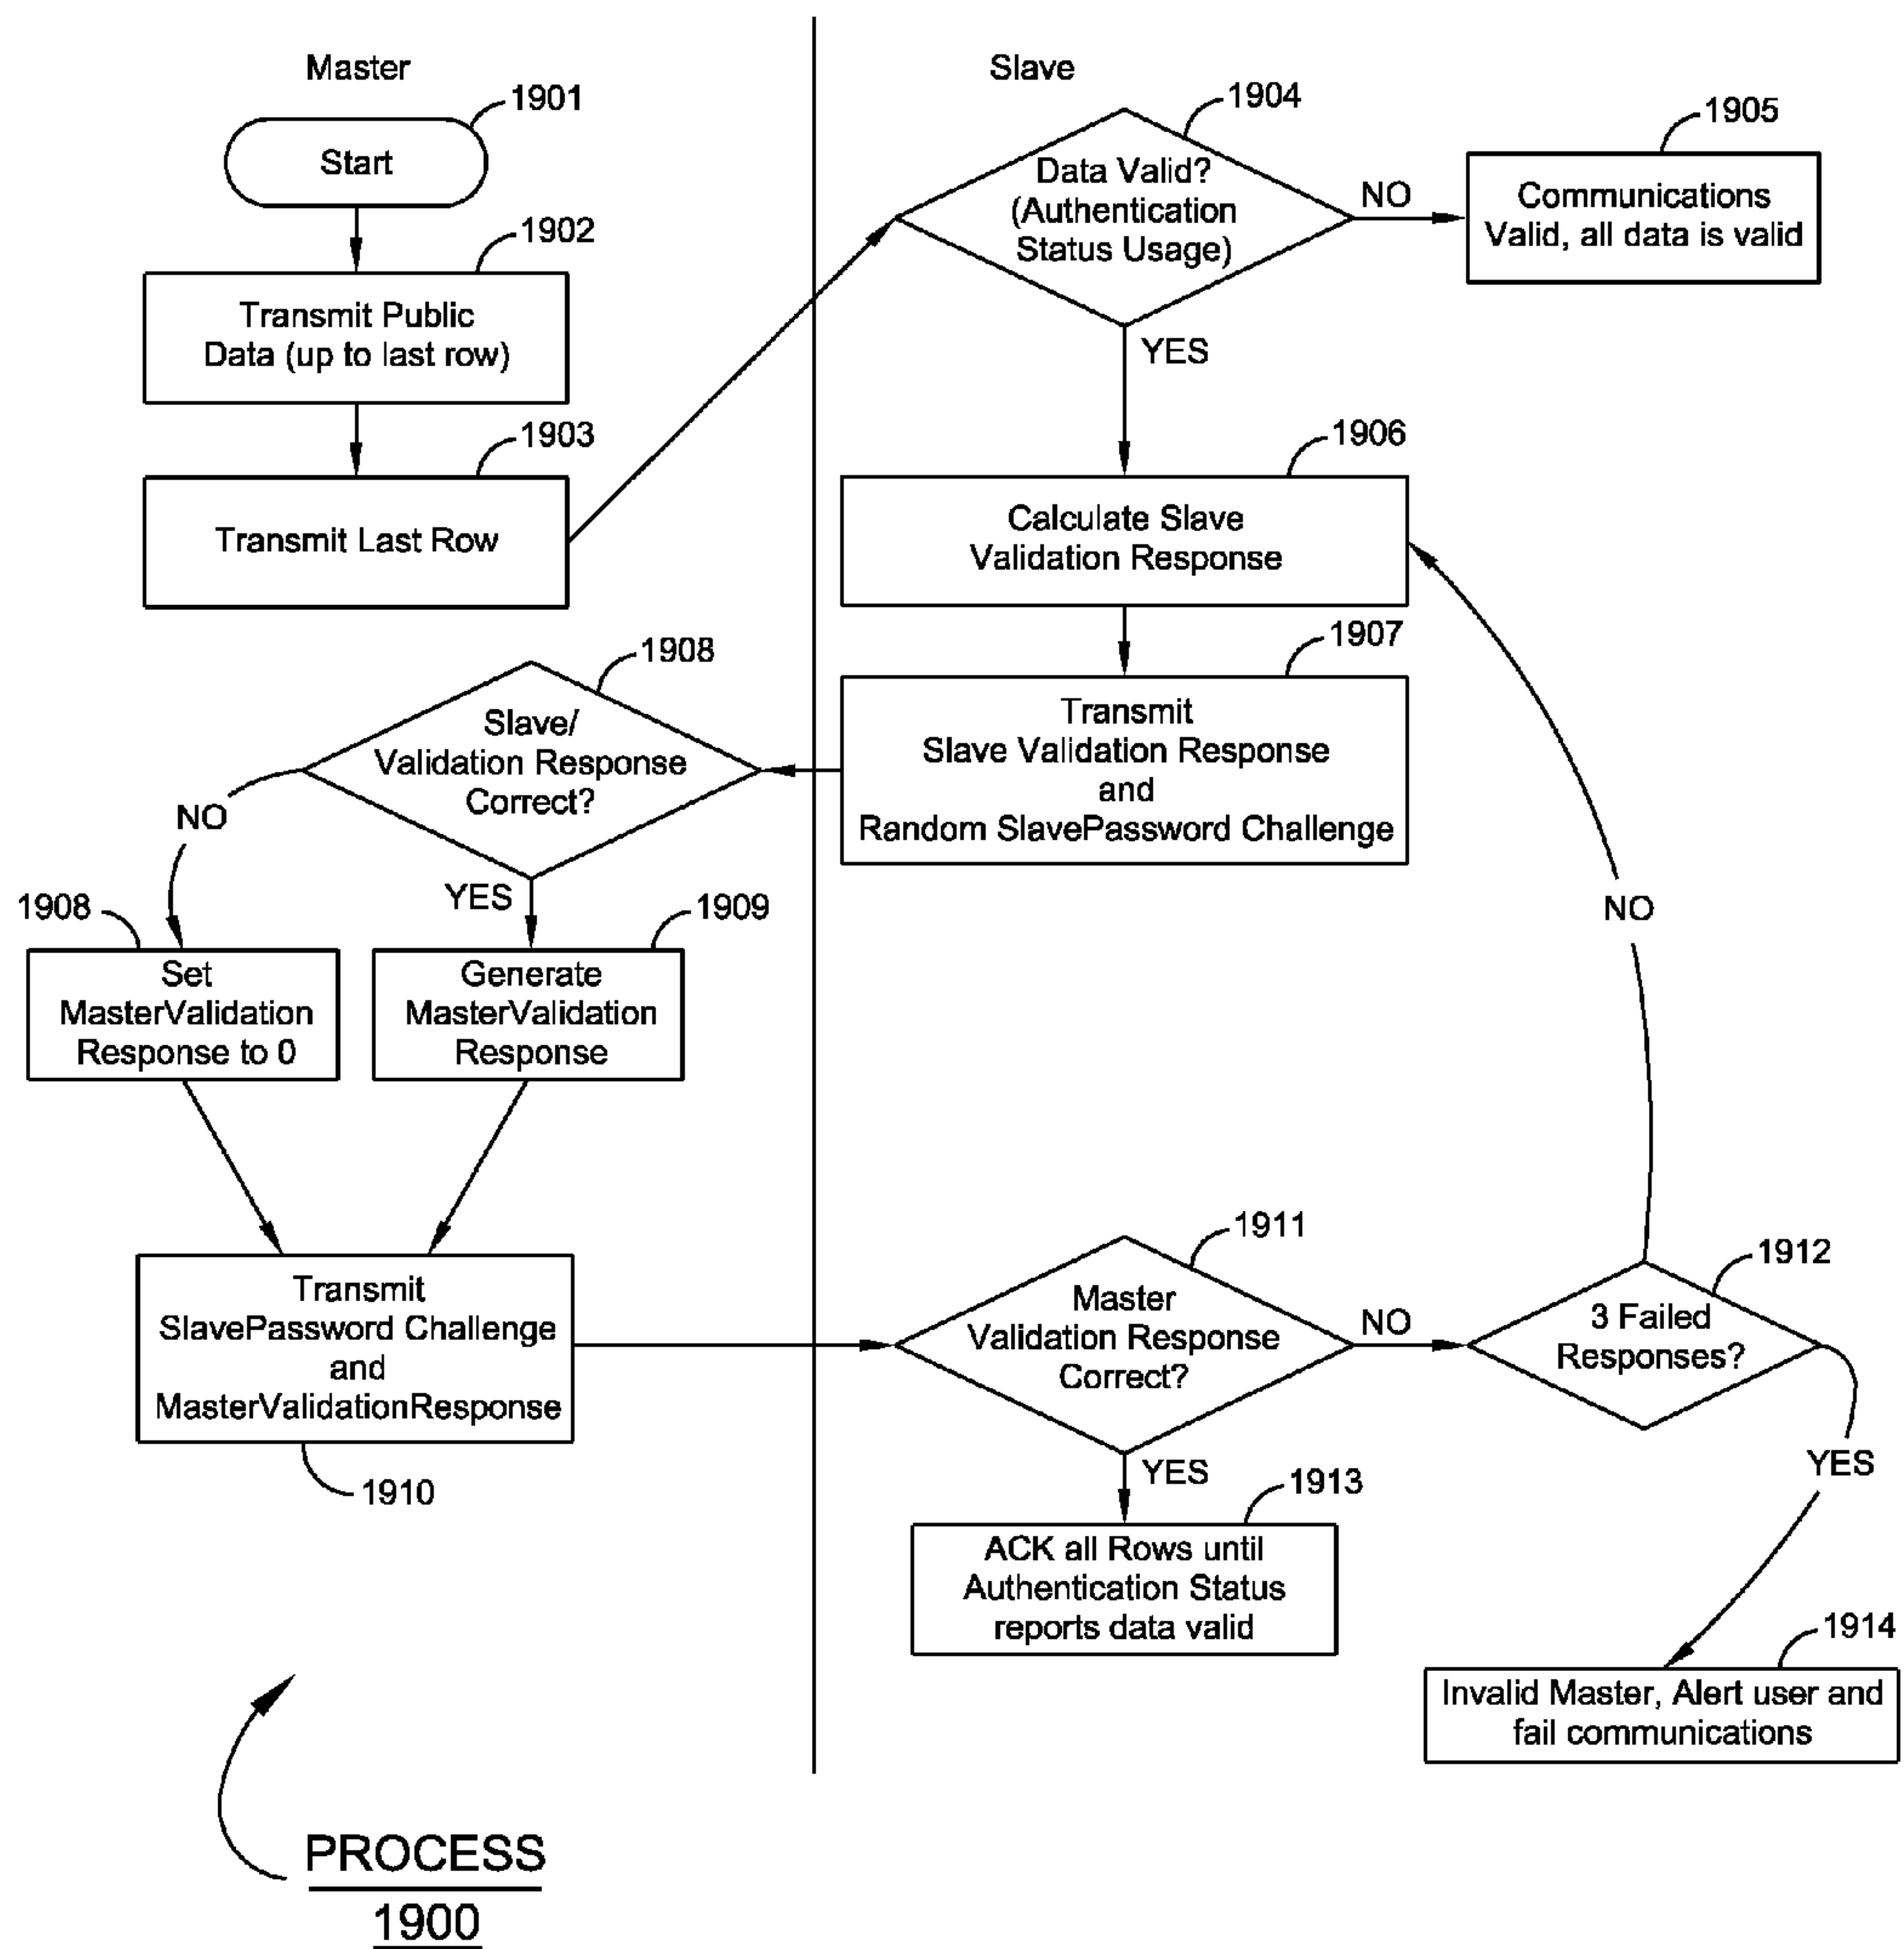 Master
1901
Start
1902
Transmit Public
Data (up to last row)
1903
Transmit Last Row
Slave
1904
Data Valid?
(Authentication
Status Usage)
NO
YES
1905
Communications
Valid, all data is valid
1906
Calculate Slave
Validation Response
1907
Transmit
Slave Validation Response
and
Random SlavePassword Challenge
1908
Slave/
Validation Response
Correct?
NO
YES
1908
Set
MasterValidation
Response to 0
1909
Generate
MasterValidation
Response
Transmit
SlavePassword Challenge
and
MasterValidationResponse
1910
1911
Master
Validation Response
Correct?
NO
YES
1912
3 Failed
Responses?
NO
YES
1913
ACK all Rows until
Authentication Status
reports data valid
1914
Invalid Master, Alert user and
fail communications
PROCESS
1900